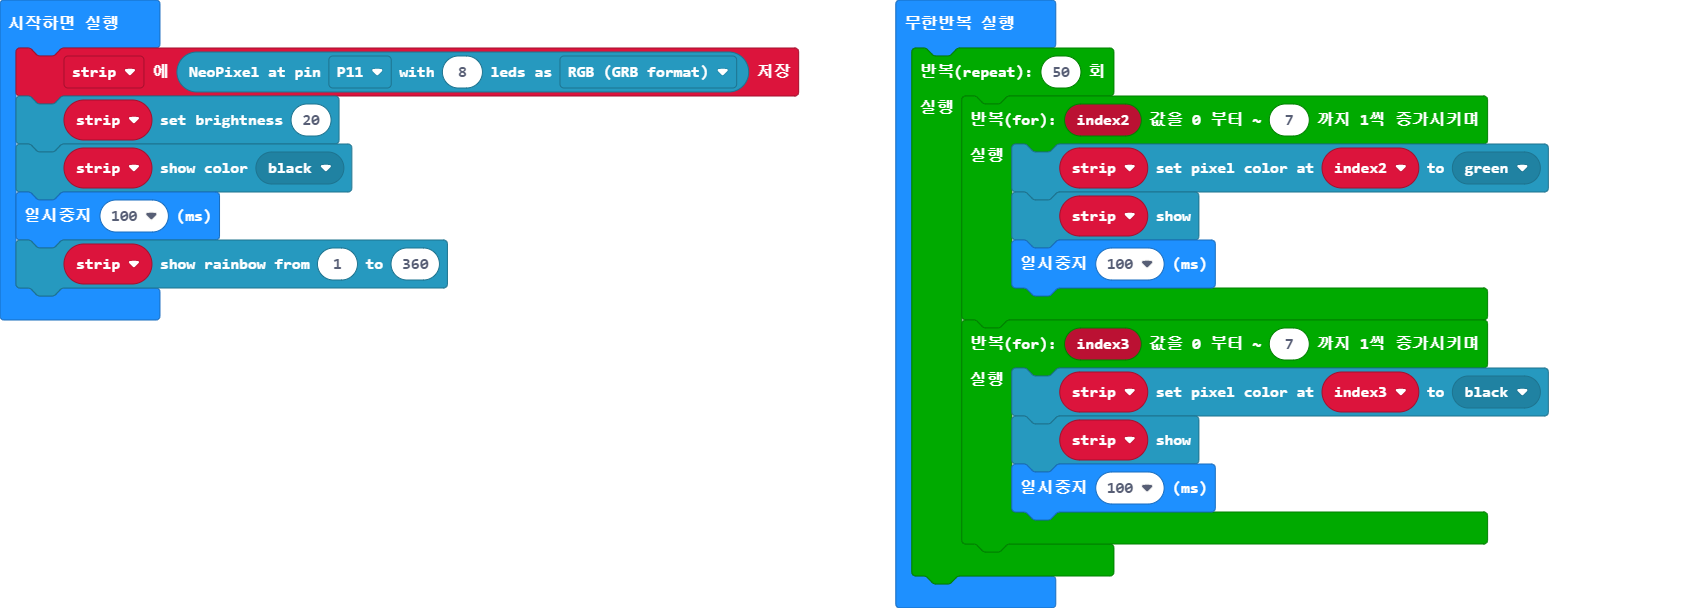 시작하면 실행
strip 에 NeoPixel at pin P11 with 8 leds as RGB (GRB format) 저장
strip set brightness 20
strip show color black
일시중지 100 (ms)
strip show rainbow from 1 to 360
무한반복 실행
반복(repeat): 50 회
실행
반복(for): index2 값을 0 부터 ~ 7 까지 1씩 증가시키며
실행
strip set pixel color at index2 to green
strip show
일시중지 100 (ms)
반복(for): index3 값을 0 부터 ~ 7 까지 1씩 증가시키며
실행
strip set pixel color at index3 to black
strip show
일시중지 100 (ms)